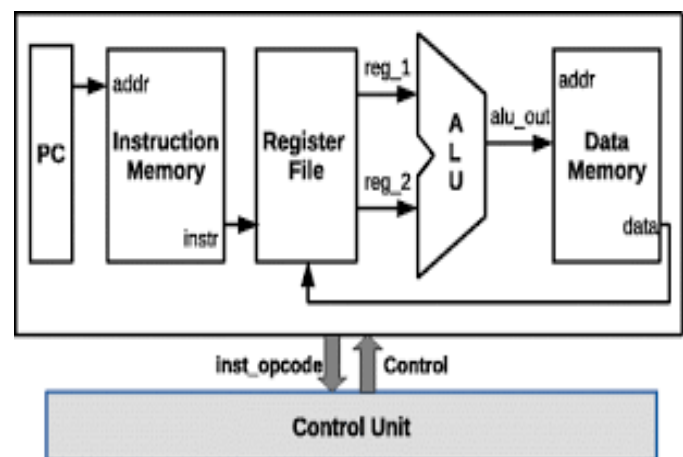 PC
addr
Instruction
Memory
instr
Register
File
reg_1
reg_2
A
L
U
alu_out
addr
Data
Memory
data
inst_opcode
Control
Control Unit